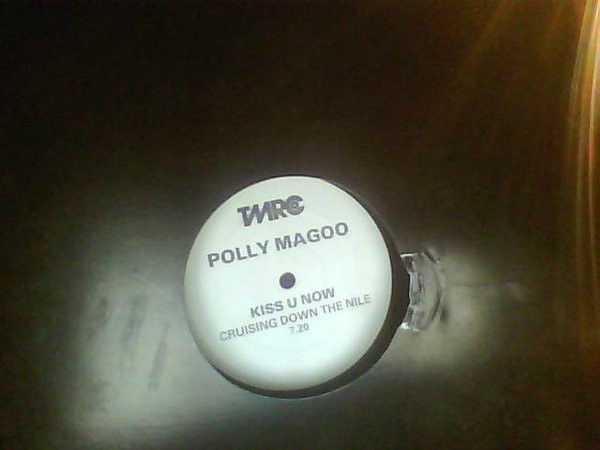 TMRC
POLLY MAGOO
KISS U NOW
CRUISING DOWN THE NILE
7.20